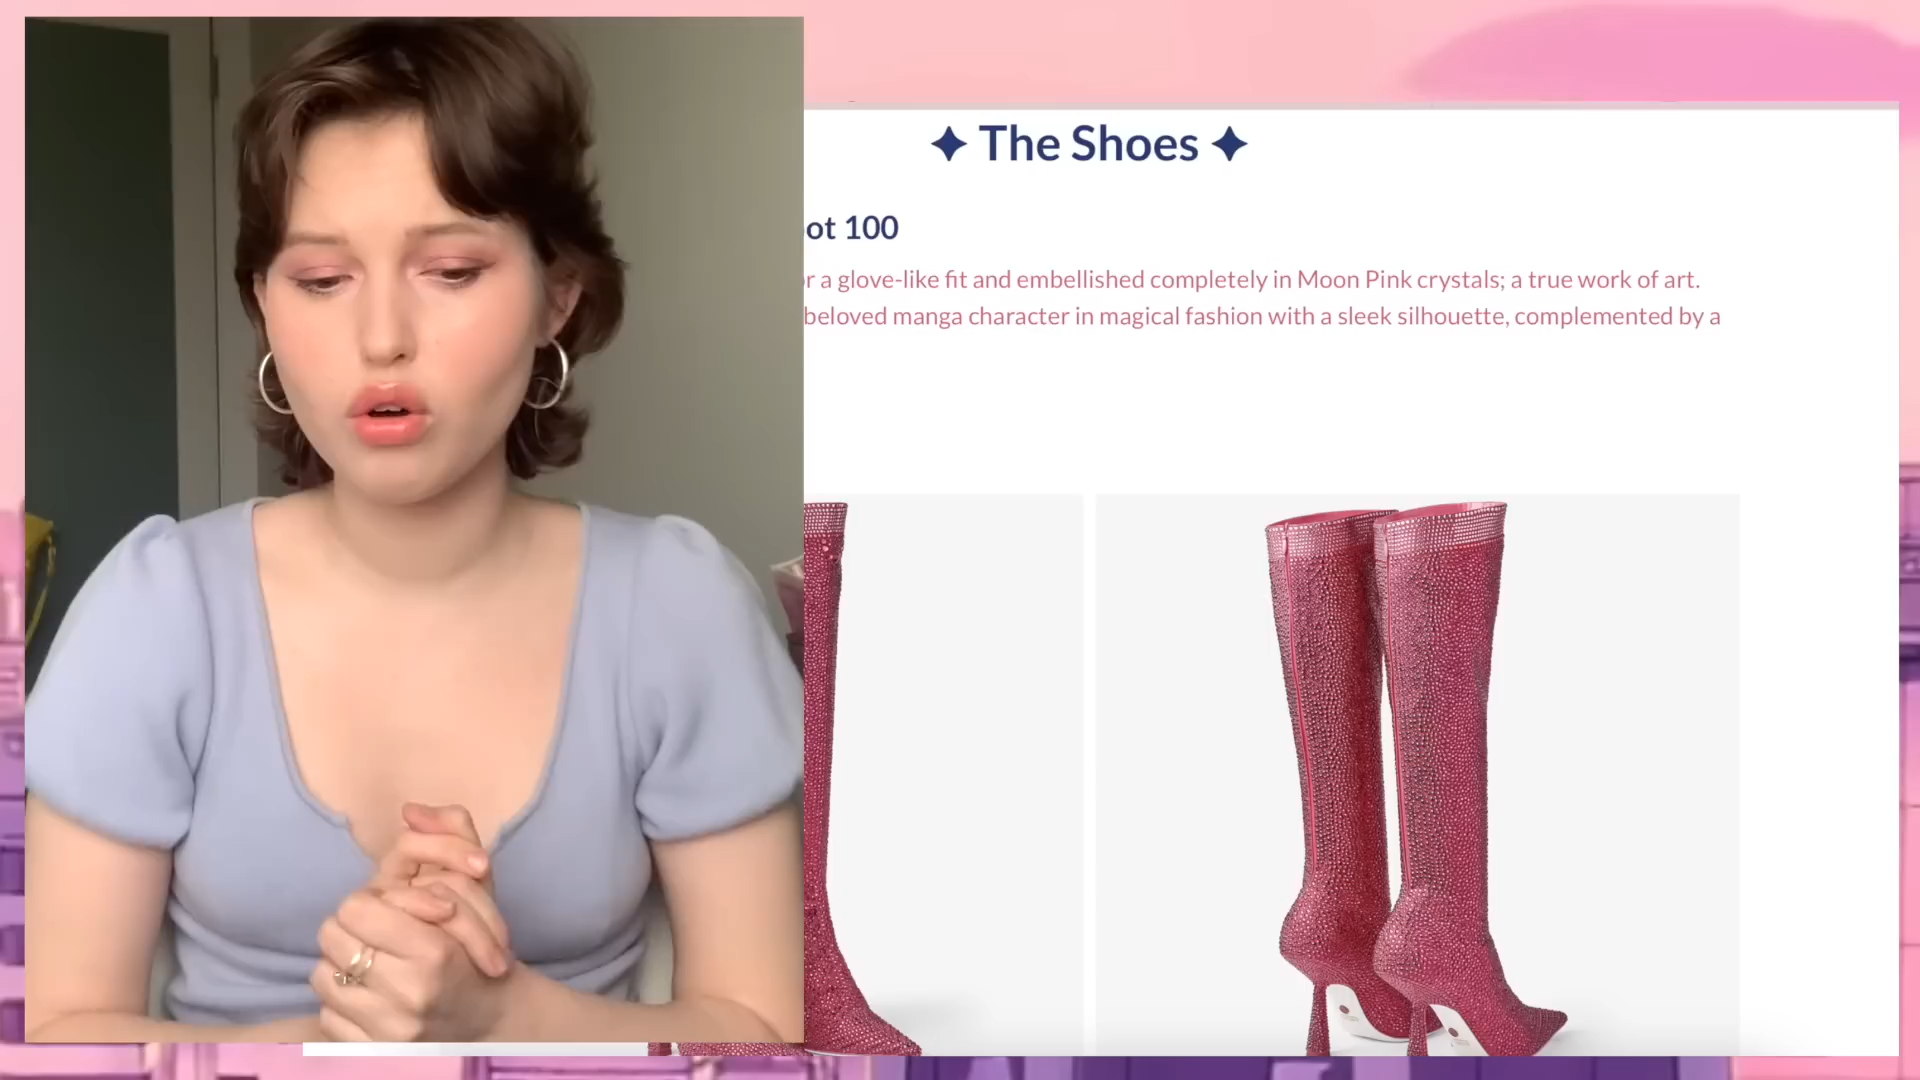 ✦ The Shoes ✦
ot 100
r a glove-like fit and embellished completely in Moon Pink crystals; a true work of art.
beloved manga character in magical fashion with a sleek silhouette, complemented by a